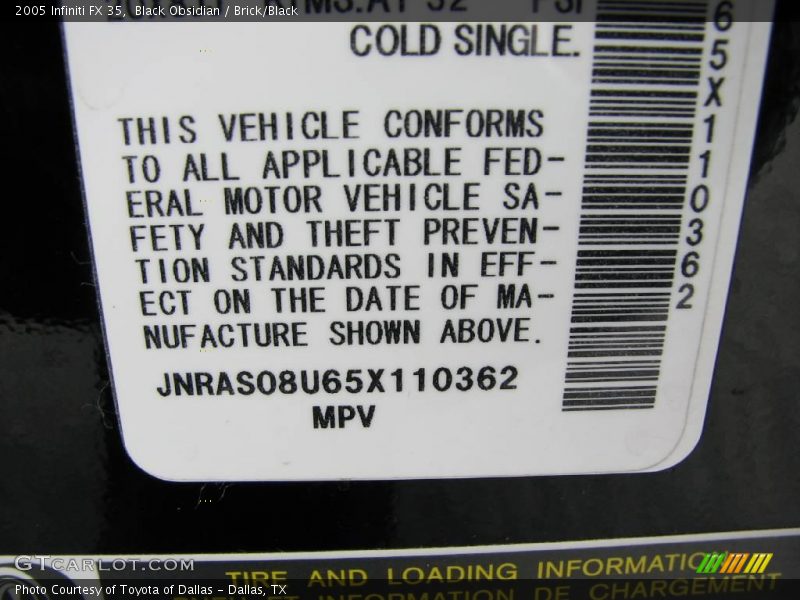 2005 Infiniti FX 35, Black Obsidian / Brick/Black
PSI
COLD SINGLE.
THIS VEHICLE CONFORMS
TO ALL APPLICABLE FED-
ERAL MOTOR VEHICLE SA-
FETY AND THEFT PREVEN-
TION STANDARDS IN EFF-
ECT ON THE DATE OF MA-
NUFACTURE SHOWN ABOVE.
JNRAS08U65X110362
MPV
65X110362
GTCARLOT.COM
TIRE AND LOADING INFORMATION
INFORMATION DE CHARGEMENT
Photo Courtesy of Toyota of Dallas - Dallas, TX